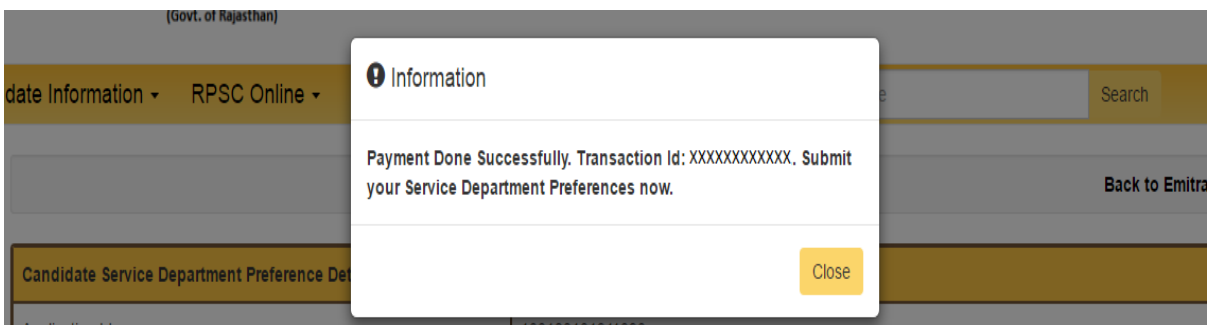 (Govt. of Rajasthan)
Information
date Information
RPSC Online
Search
Payment Done Successfully. Transaction Id: XXXXXXXXXXXX. Submit
your Service Department Preferences now.
Back to Emitra
Candidate Service Department Preference Det
Close